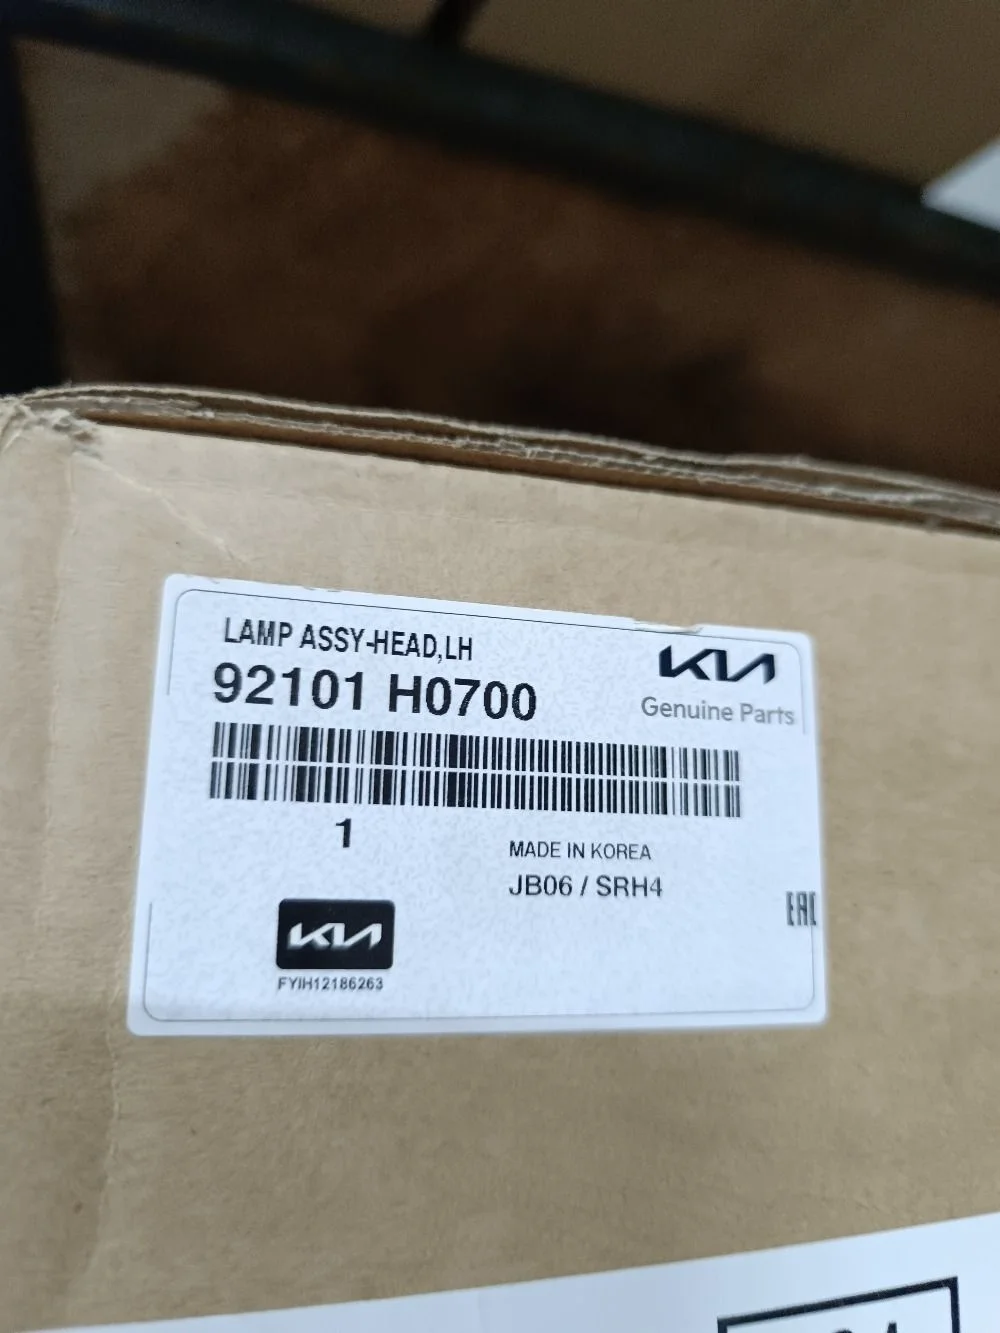 LAMP ASSY-HEAD,LH
92101 H0700
KIA
Genuine Parts
1
MADE IN KOREA
JB06 / SRH4
EAC
KIA
FYIH12186263